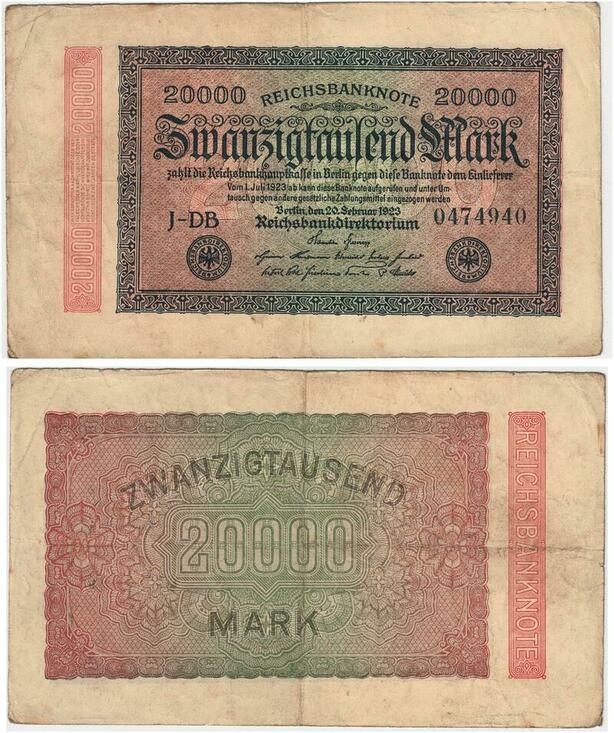 20000 REICHSBANKNOTE 20000
Zwanzigtausend Mark
zahlt die Reichsbankhauptkasse in Berlin gegen diese Banknote dem Einlieferer
Vom 1. Juli 1923 ab kann diese Banknote aufgerufen und unter Um-
tausch gegen andere gesetzliche Zahlungsmittel eingezogen werden
Berlin, den 20. Februar 1923
J-DB Reichsbankdirektorium 0474940
20000 20000
ZWANZIGTAUSEND
20000
MARK
REICHSBANKNOTE